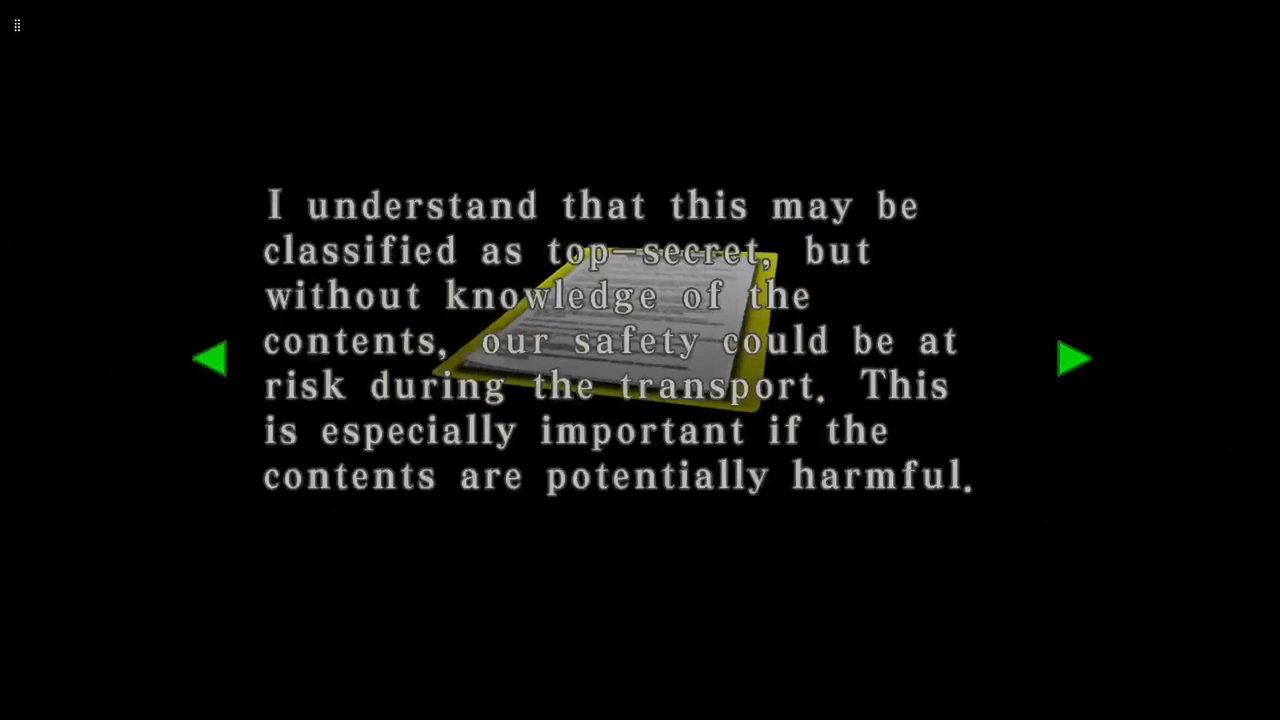 I understand that this may be
classified as top-secret, but
without knowledge of the
contents, our safety could be at
risk during the transport. This
is especially important if the
contents are potentially harmful.